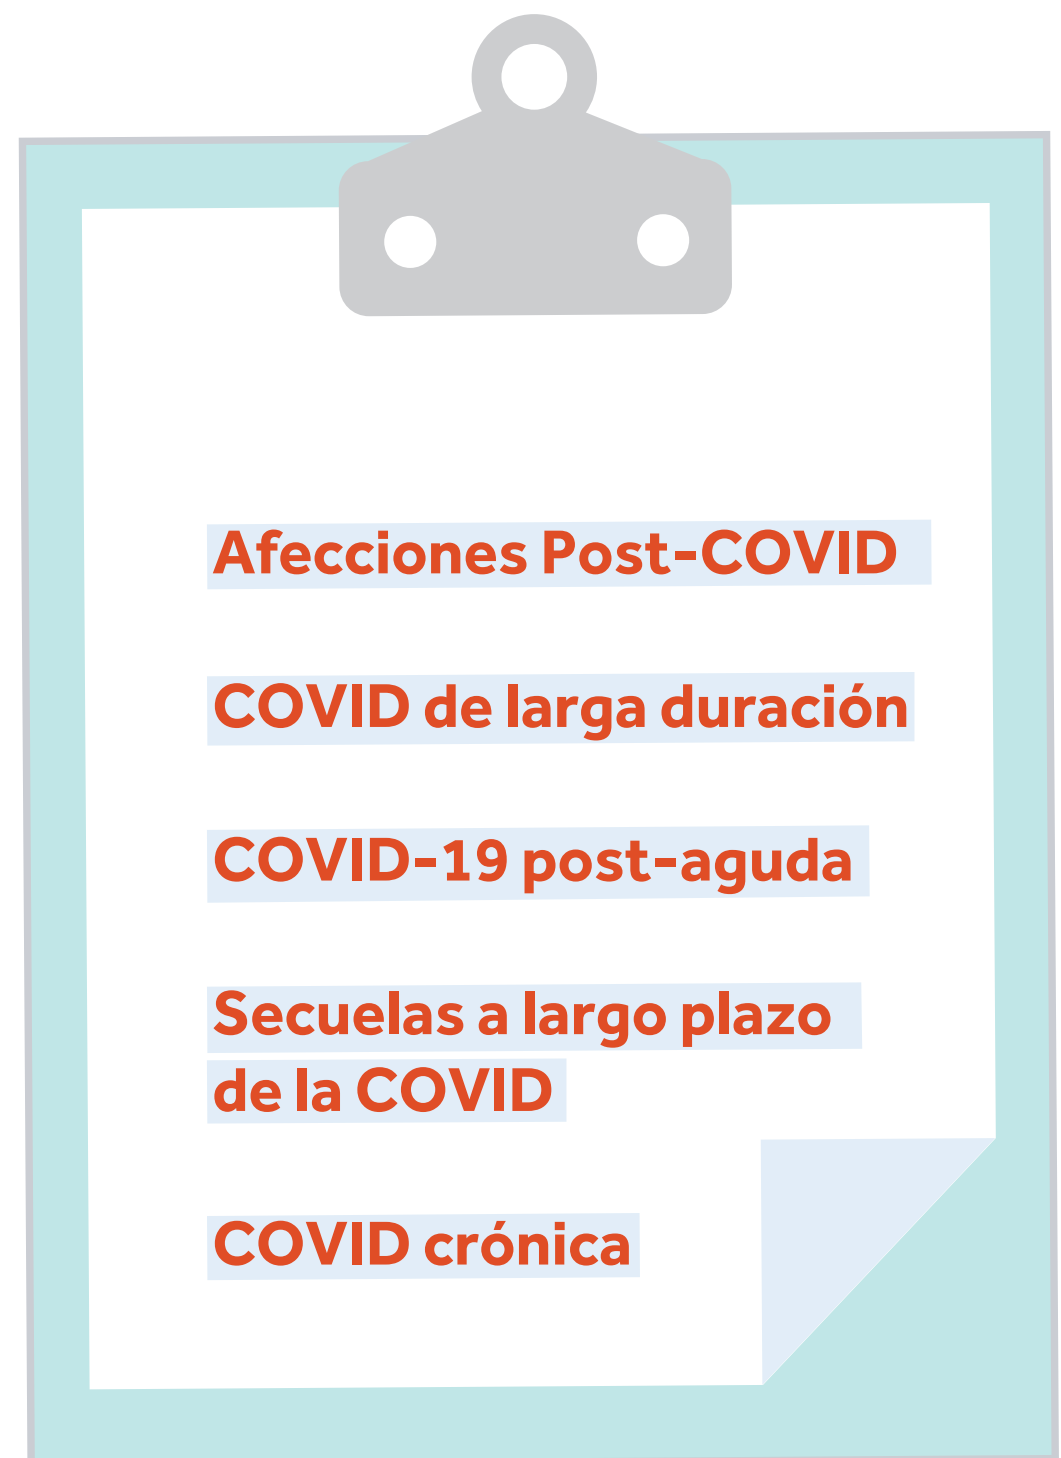 Afecciones Post-COVID
COVID de larga duración
COVID-19 post-aguda
Secuelas a largo plazo
de la COVID
COVID crónica